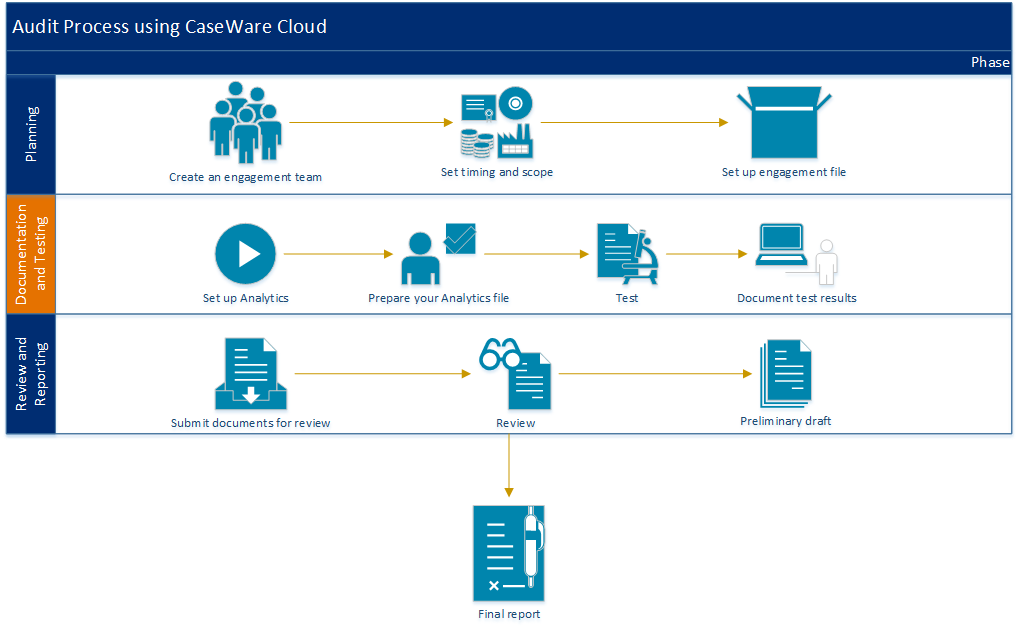 Audit Process using CaseWare Cloud
Phase
Planning
Create an engagement team
Set timing and scope
Set up engagement file
Documentation
and Testing
Set up Analytics
Prepare your Analytics file
Test
Document test results
Review and
Reporting
Submit documents for review
Review
Preliminary draft
Final report